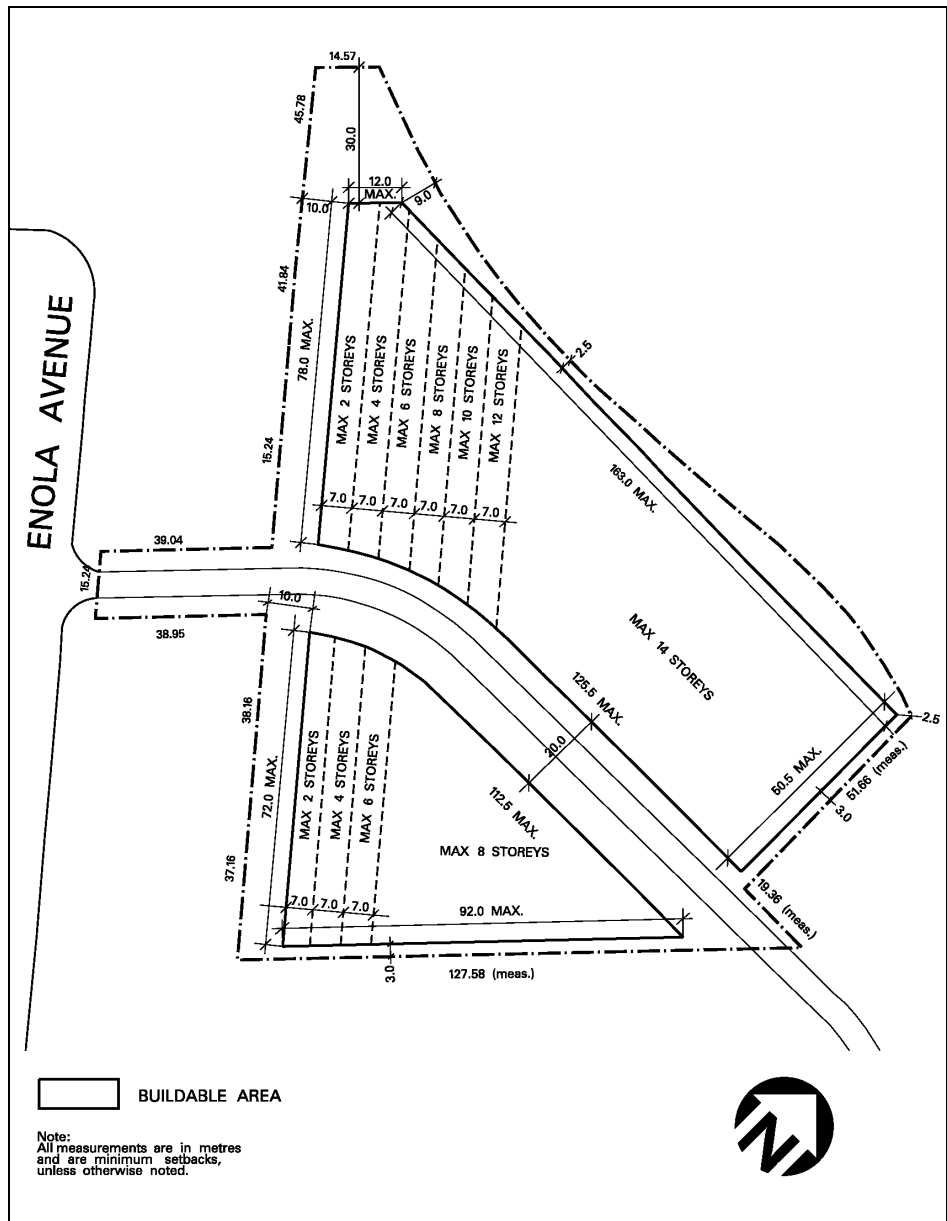 14.57
45.78
30.0
12.0
MAX.
9.0
10.0
41.84
78.0 MAX.
ENOLA AVENUE
MAX 2 STOREYS
MAX 4 STOREYS
MAX 6 STOREYS
MAX 8 STOREYS
MAX 10 STOREYS
MAX 12 STOREYS
2.5
15.24
163.0 MAX.
7.0
7.0
7.0
7.0
7.0
7.0
39.04
15.24
10.0
38.95
MAX 14 STOREYS
125.5 MAX.
20.0
2.5
38.16
72.0 MAX.
MAX 2 STOREYS
MAX 4 STOREYS
MAX 6 STOREYS
112.5 MAX.
50.5 MAX.
51.66 (meas.)
3.0
MAX 8 STOREYS
37.16
19.36 (meas.)
7.0
7.0
7.0
92.0 MAX.
3.0
127.58 (meas.)
BUILDABLE AREA
Note:
All measurements are in metres
and are minimum setbacks,
unless otherwise noted.
N